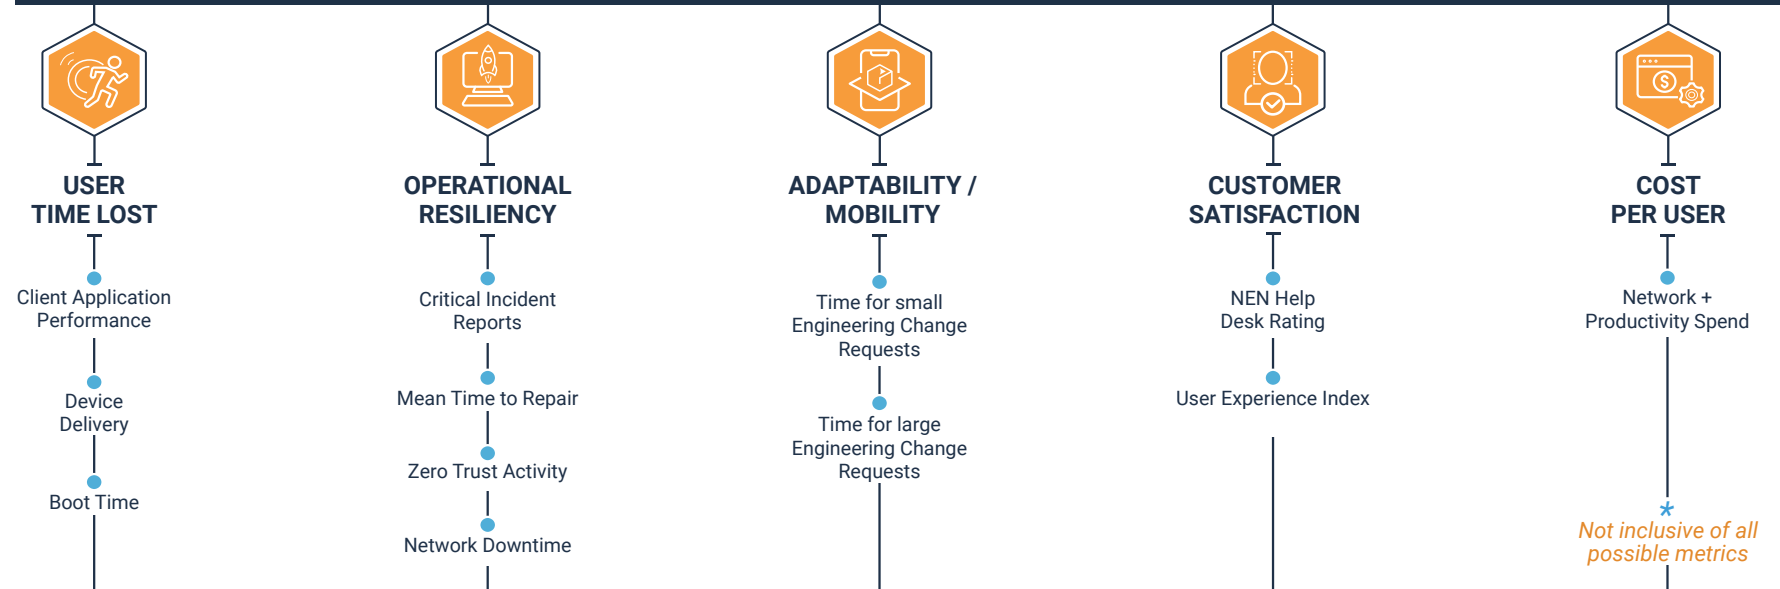 USER
TIME LOST
Client Application
Performance
Device
Delivery
Boot Time
OPERATIONAL
RESILIENCY
Critical Incident
Reports
Mean Time to Repair
Zero Trust Activity
Network Downtime
ADAPTABILITY /
MOBILITY
Time for small
Engineering Change
Requests
Time for large
Engineering Change
Requests
CUSTOMER
SATISFACTION
NEN Help
Desk Rating
User Experience Index
COST
PER USER
$
Network +
Productivity Spend
*
Not inclusive of all
possible metrics